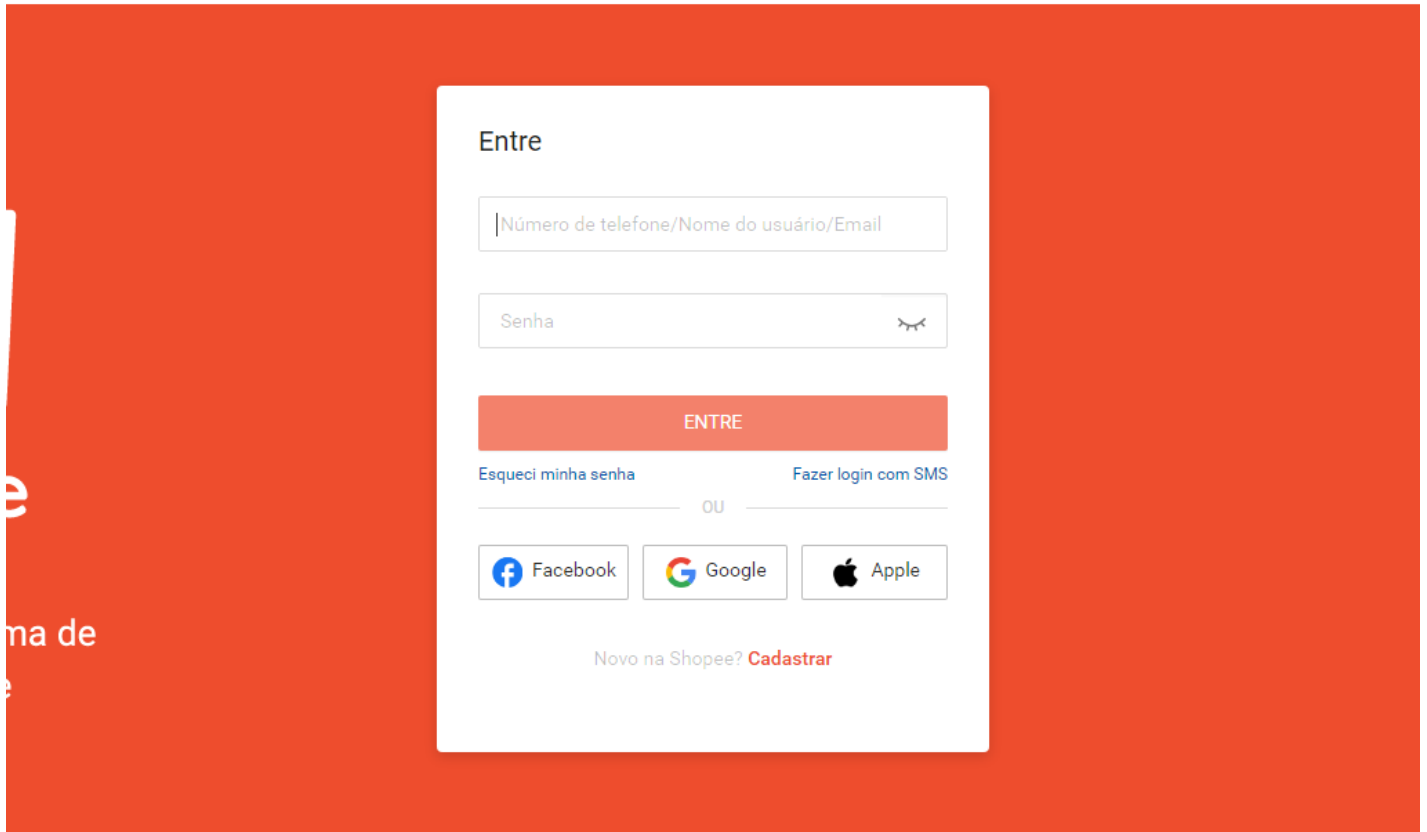 Entre
Número de telefone/Nome do usuário/Email
Senha
ENTRE
Esqueci minha senha
Fazer login com SMS
OU
Facebook
Google
Apple
Novo na Shopee? Cadastrar
e
ma de
e